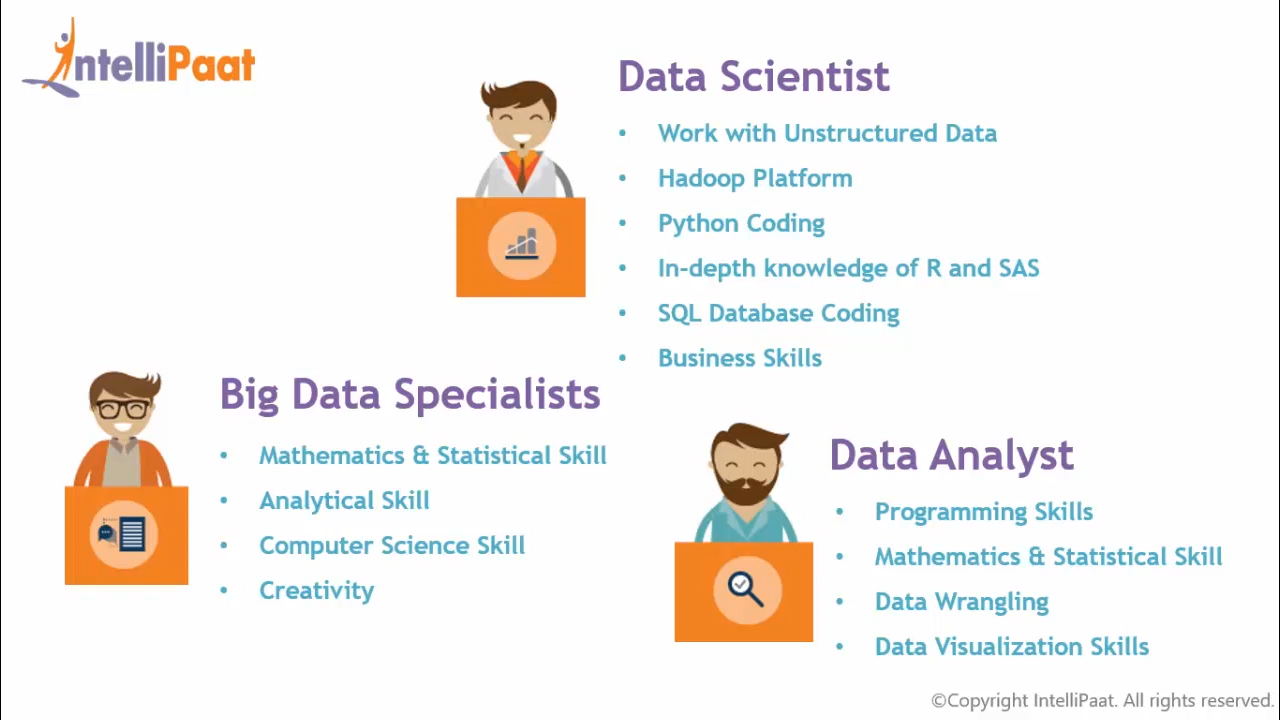 IntelliPaat
Data Scientist
• Work with Unstructured Data
• Hadoop Platform
• Python Coding
• In-depth knowledge of R and SAS
• SQL Database Coding
• Business Skills
Big Data Specialists
• Mathematics & Statistical Skill
• Analytical Skill
• Computer Science Skill
• Creativity
Data Analyst
• Programming Skills
• Mathematics & Statistical Skill
• Data Wrangling
• Data Visualization Skills
©Copyright IntelliPaat. All rights reserved.